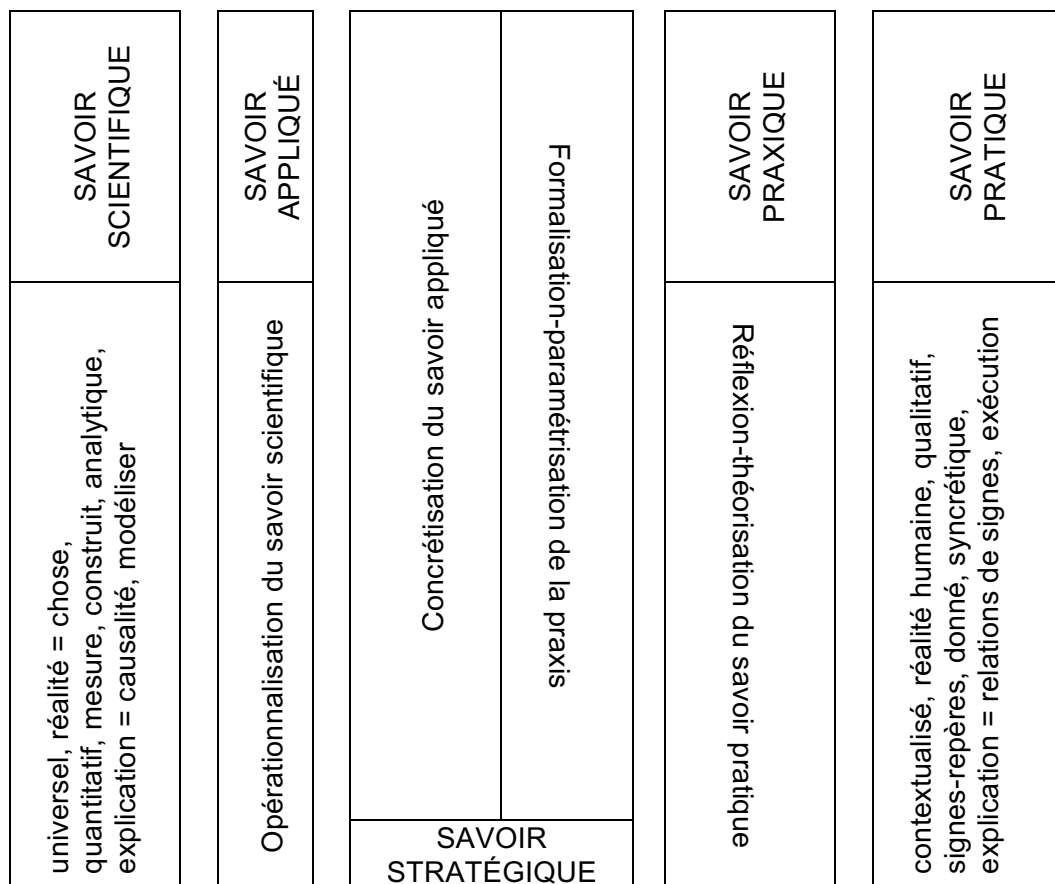 SAVOIR
SCIENTIFIQUE
universel, réalité = chose,
quantitatif, mesure, construit, analytique,
explication = causalité, modéliser
SAVOIR
APPLIQUÉ
Opérationnalisation du savoir scientifique
Concrétisation du savoir appliqué
Formalisation-paramétrisation de la praxis
SAVOIR
STRATÉGIQUE
SAVOIR
PRAXIQUE
Réflexion-théorisation du savoir pratique
SAVOIR
PRATIQUE
contextualisé, réalité humaine, qualitatif,
signes-repères, donné, syncrétique,
explication = relations de signes, exécution